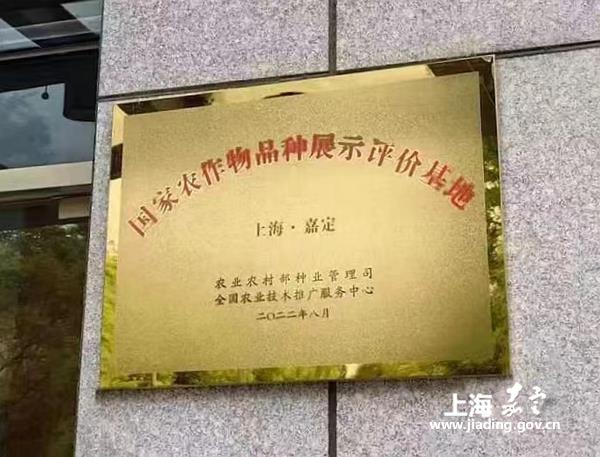 国家农作物品种展示评价基地
上海·嘉定
农业农村部种业管理司
全国农业技术推广服务中心
二〇二二年八月
上海嘉定
www.jiading.gov.cn